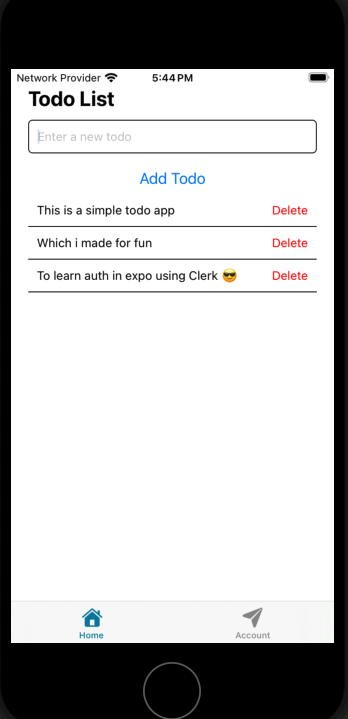 Network Provider 5:44 PM
Todo List
Enter a new todo
Add Todo
This is a simple todo app Delete
Which i made for fun Delete
To learn auth in expo using Clerk 😎 Delete
Home Account